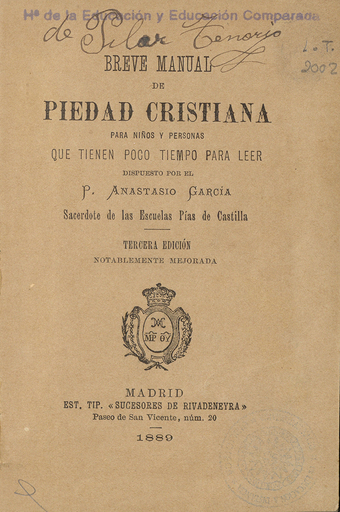 Hª de la Educación y Educación Comparada
de Pilar Tenorio
I. T.
2002
BREVE MANUAL
DE
PIEDAD CRISTIANA
PARA NIÑOS Y PERSONAS
QUE TIENEN POCO TIEMPO PARA LEER
DISPUESTO POR EL
P. ANASTASIO GARCÍA
Sacerdote de las Escuelas Pías de Castilla
TERCERA EDICIÓN
NOTABLEMENTE MEJORADA
MADRID
EST. TIP. «SUCESORES DE RIVADENEYRA»
Paseo de San Vicente, núm. 20
1889